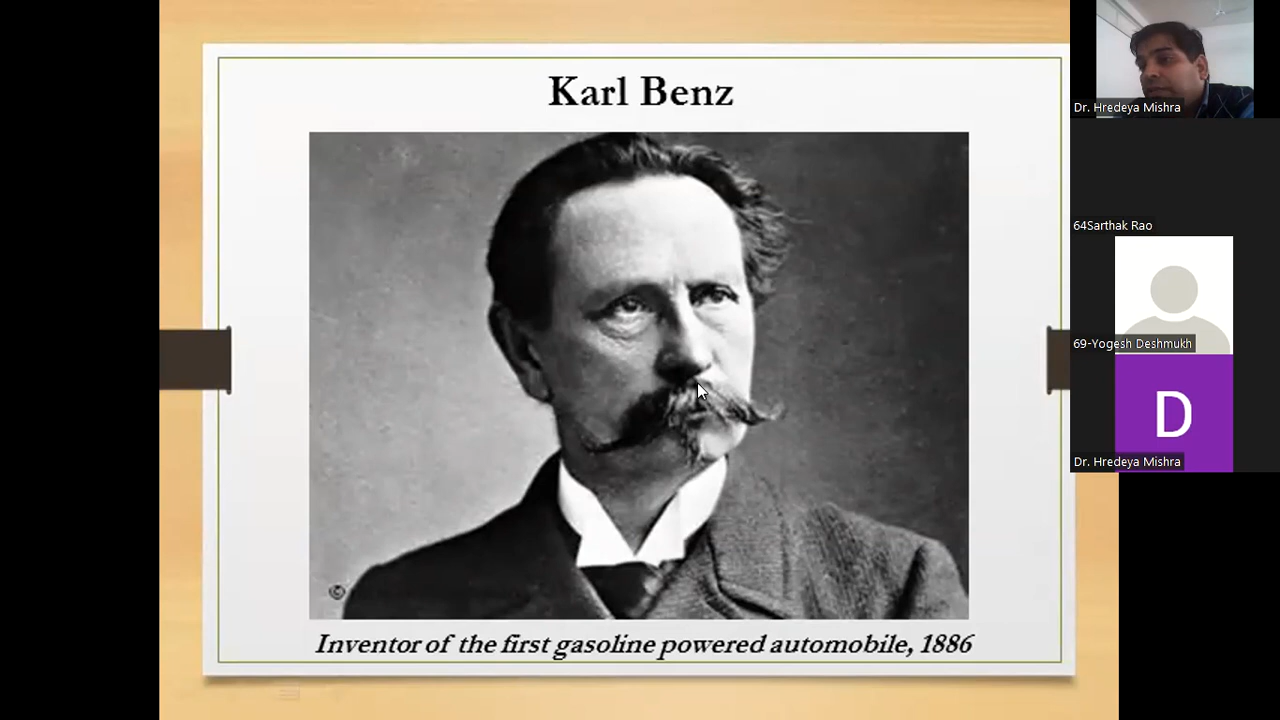 Karl Benz
©
Inventor of the first gasoline powered automobile, 1886
Dr. Hredeya Mishra
64Sarthak Rao
69-Yogesh Deshmukh
D
Dr. Hredeya Mishra